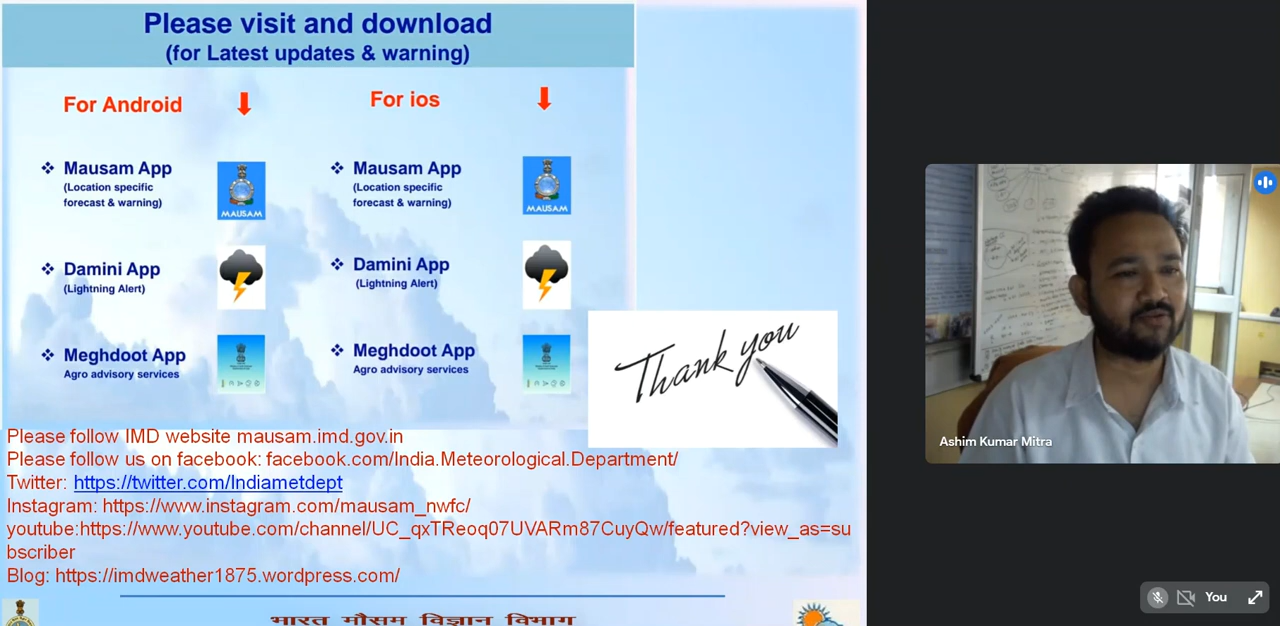 Please visit and download
(for Latest updates & warning)
For Android
For ios
Mausam App
(Location specific
forecast & warning)
MAUSAM
Mausam App
(Location specific
forecast & warning)
MAUSAM
Damini App
(Lightning Alert)
Damini App
(Lightning Alert)
Meghdoot App
Agro advisory services
Meghdoot App
Agro advisory services
Thank you
Please follow IMD website mausam.imd.gov.in
Please follow us on facebook: facebook.com/India.Meteorological.Department/
Twitter: https://twitter.com/Indiametdept
Instagram: https://www.instagram.com/mausam_nwfc/
youtube:https://www.youtube.com/channel/UC_qxTReoq07UVARm87CuyQw/featured?view_as=su
bscriber
Blog: https://imdweather1875.wordpress.com/
भारत मौसम विज्ञान विभाग
Ashim Kumar Mitra
You